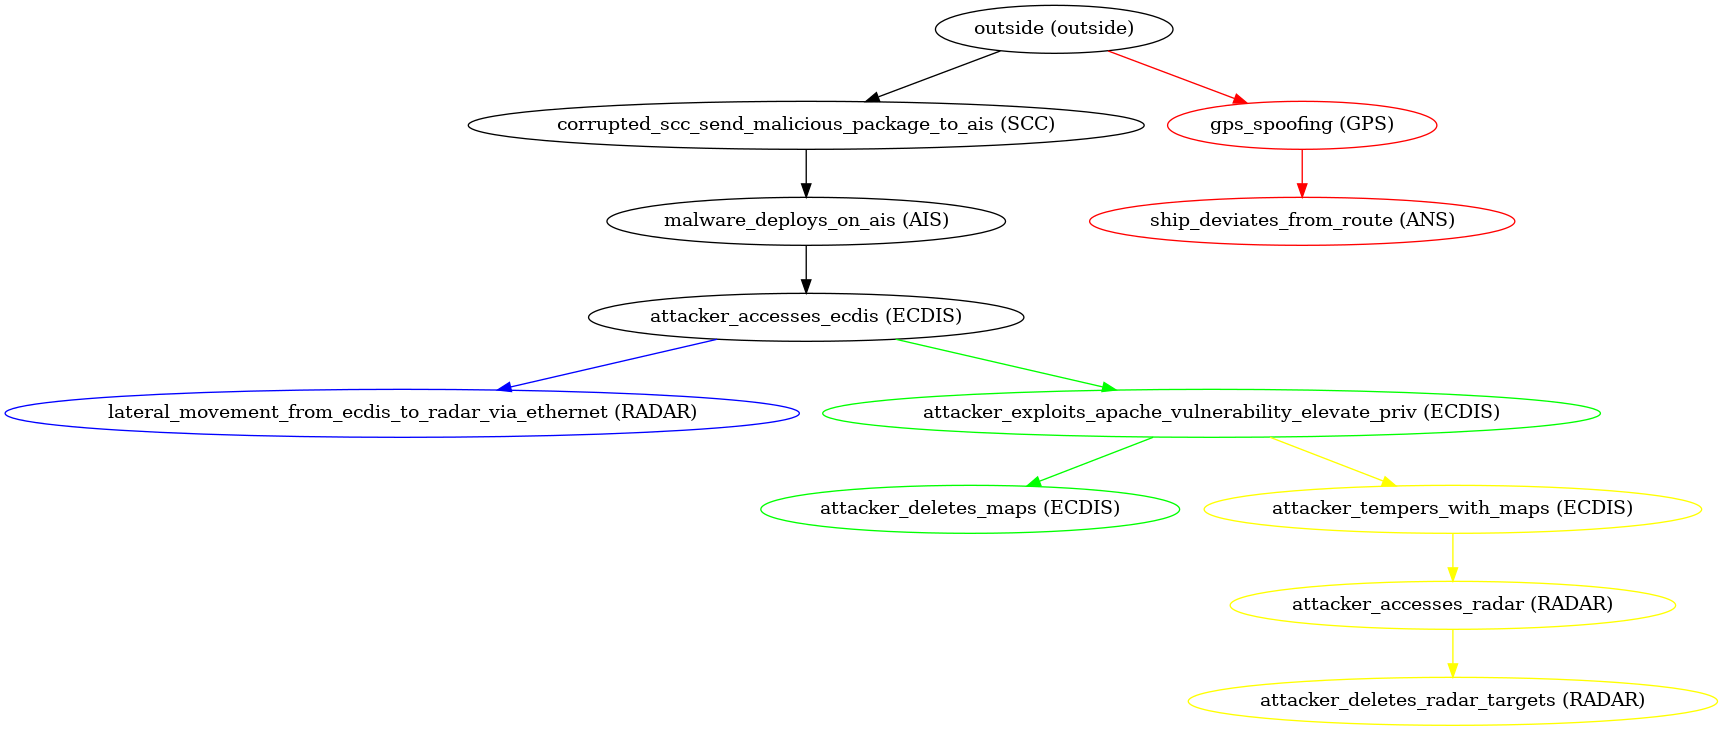 outside (outside)
corrupted_scc_send_malicious_package_to_ais (SCC)
gps_spoofing (GPS)
malware_deploys_on_ais (AIS)
ship_deviates_from_route (ANS)
attacker_accesses_ecdis (ECDIS)
lateral_movement_from_ecdis_to_radar_via_ethernet (RADAR)
attacker_exploits_apache_vulnerability_elevate_priv (ECDIS)
attacker_deletes_maps (ECDIS)
attacker_tempers_with_maps (ECDIS)
attacker_accesses_radar (RADAR)
attacker_deletes_radar_targets (RADAR)